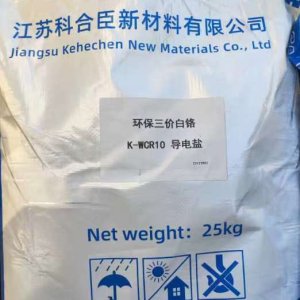 江苏科合臣新材料有限公司
Jiangsu Kehechen New Materials Co., Ltd
环保三价白铬
K-WCR10 导电盐
Net weight: 25kg